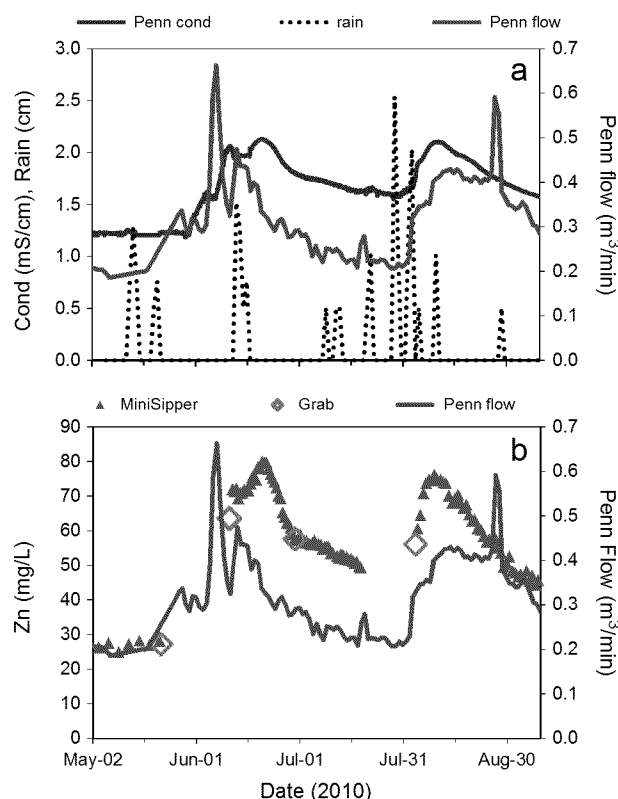 Penn cond rain Penn flow
3.0 0.7
a
2.5 0.6
2.0 0.5
0.4
1.5 0.3
1.0 0.2
0.5 0.1
0.0 0.0
Cond (mS/cm), Rain (cm)
Penn flow (m³/min)
MiniSipper Grab Penn flow
90 0.7
b
80 0.6
70 0.5
60
50 0.4
40 0.3
30 0.2
20
10 0.1
0 0.0
Zn (mg/L)
Penn Flow (m³/min)
May-02 Jun-01 Jul-01 Jul-31 Aug-30
Date (2010)